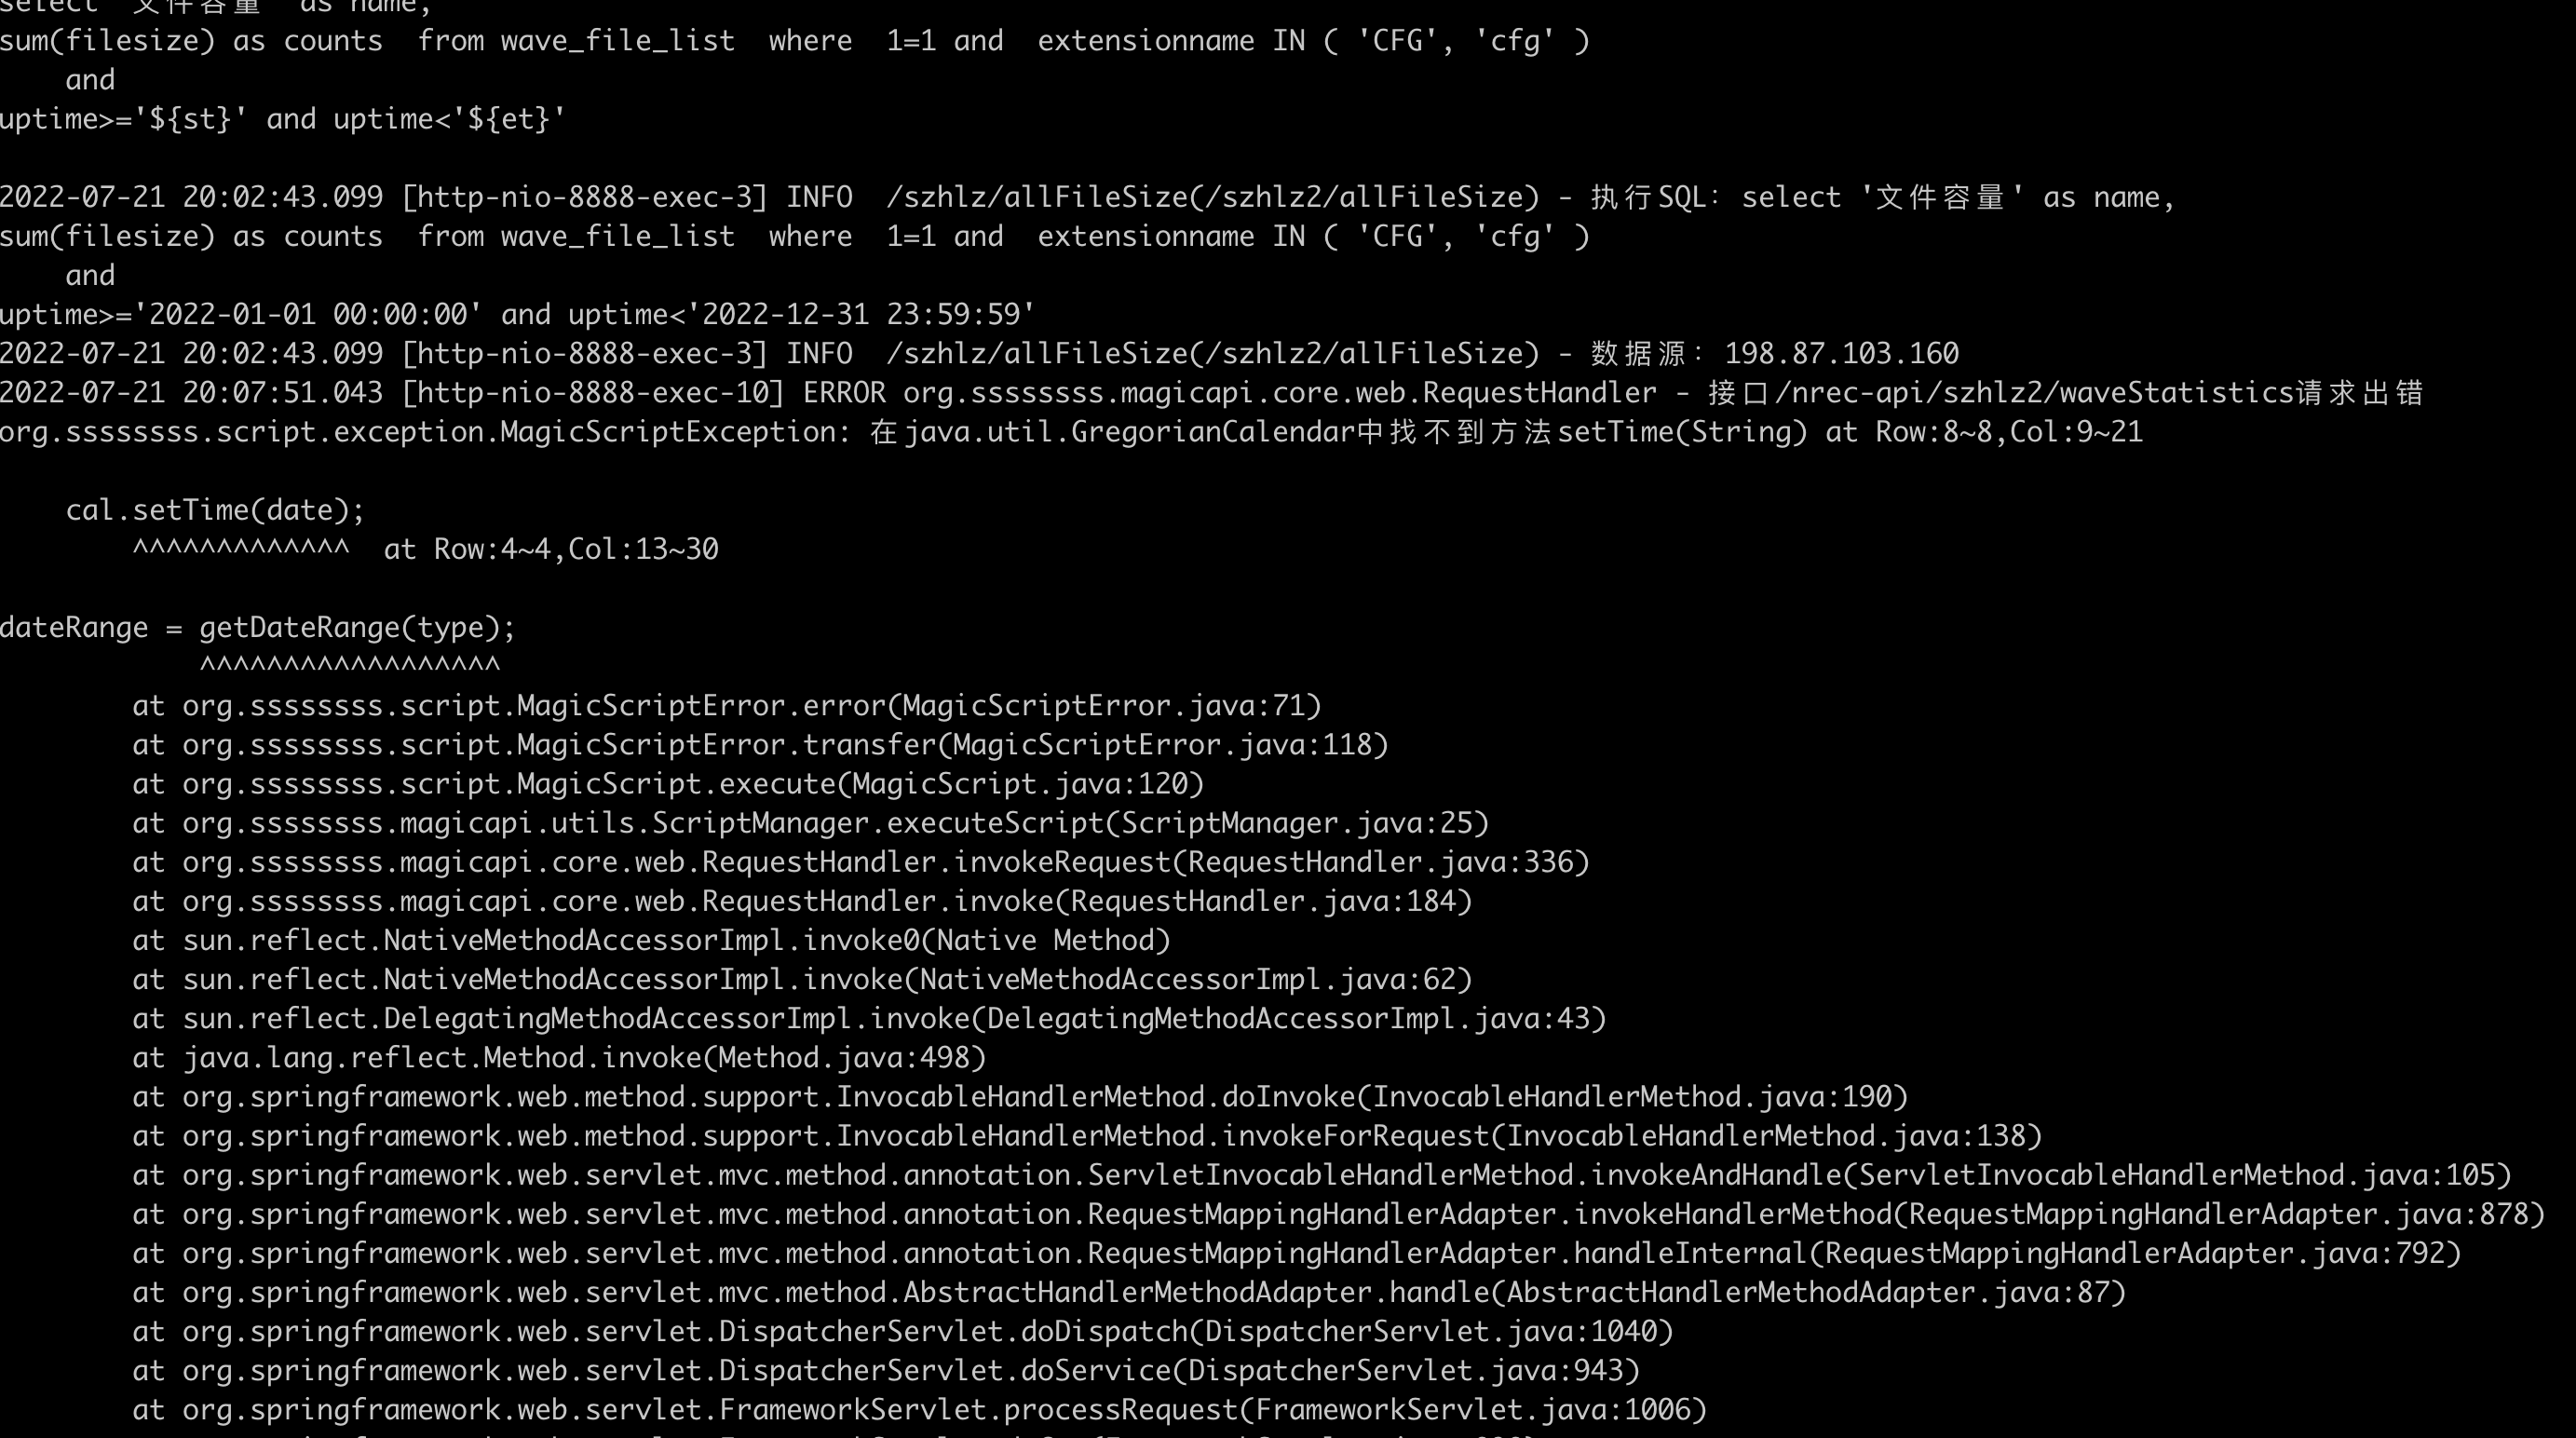 select '文件容量' as name,
sum(filesize) as counts  from wave_file_list  where  1=1 and  extensionname IN ( 'CFG', 'cfg' )
    and
uptime>='${st}' and uptime<'${et}'
2022-07-21 20:02:43.099 [http-nio-8888-exec-3] INFO  /szhlz/allFileSize(/szhlz2/allFileSize) - 执行SQL: select '文件容量' as name,
sum(filesize) as counts  from wave_file_list  where  1=1 and  extensionname IN ( 'CFG', 'cfg' )
    and
uptime>='2022-01-01 00:00:00' and uptime<'2022-12-31 23:59:59'
2022-07-21 20:02:43.099 [http-nio-8888-exec-3] INFO  /szhlz/allFileSize(/szhlz2/allFileSize) - 数据源: 198.87.103.160
2022-07-21 20:07:51.043 [http-nio-8888-exec-10] ERROR org.ssssssss.magicapi.core.web.RequestHandler - 接口/nrec-api/szhlz2/waveStatistics请求出错
org.ssssssss.script.exception.MagicScriptException: 在java.util.GregorianCalendar中找不到方法setTime(String) at Row:8~8,Col:9~21
    cal.setTime(date);
        ^^^^^^^^^^^^^  at Row:4~4,Col:13~30
dateRange = getDateRange(type);
            ^^^^^^^^^^^^^^^^^^
        at org.ssssssss.script.MagicScriptError.error(MagicScriptError.java:71)
        at org.ssssssss.script.MagicScriptError.transfer(MagicScriptError.java:118)
        at org.ssssssss.script.MagicScript.execute(MagicScript.java:120)
        at org.ssssssss.magicapi.utils.ScriptManager.executeScript(ScriptManager.java:25)
        at org.ssssssss.magicapi.core.web.RequestHandler.invokeRequest(RequestHandler.java:336)
        at org.ssssssss.magicapi.core.web.RequestHandler.invoke(RequestHandler.java:184)
        at sun.reflect.NativeMethodAccessorImpl.invoke0(Native Method)
        at sun.reflect.NativeMethodAccessorImpl.invoke(NativeMethodAccessorImpl.java:62)
        at sun.reflect.DelegatingMethodAccessorImpl.invoke(DelegatingMethodAccessorImpl.java:43)
        at java.lang.reflect.Method.invoke(Method.java:498)
        at org.springframework.web.method.support.InvocableHandlerMethod.doInvoke(InvocableHandlerMethod.java:190)
        at org.springframework.web.method.support.InvocableHandlerMethod.invokeForRequest(InvocableHandlerMethod.java:138)
        at org.springframework.web.servlet.mvc.method.annotation.ServletInvocableHandlerMethod.invokeAndHandle(ServletInvocableHandlerMethod.java:105)
        at org.springframework.web.servlet.mvc.method.annotation.RequestMappingHandlerAdapter.invokeHandlerMethod(RequestMappingHandlerAdapter.java:878)
        at org.springframework.web.servlet.mvc.method.annotation.RequestMappingHandlerAdapter.handleInternal(RequestMappingHandlerAdapter.java:792)
        at org.springframework.web.servlet.mvc.method.AbstractHandlerMethodAdapter.handle(AbstractHandlerMethodAdapter.java:87)
        at org.springframework.web.servlet.DispatcherServlet.doDispatch(DispatcherServlet.java:1040)
        at org.springframework.web.servlet.DispatcherServlet.doService(DispatcherServlet.java:943)
        at org.springframework.web.servlet.FrameworkServlet.processRequest(FrameworkServlet.java:1006)